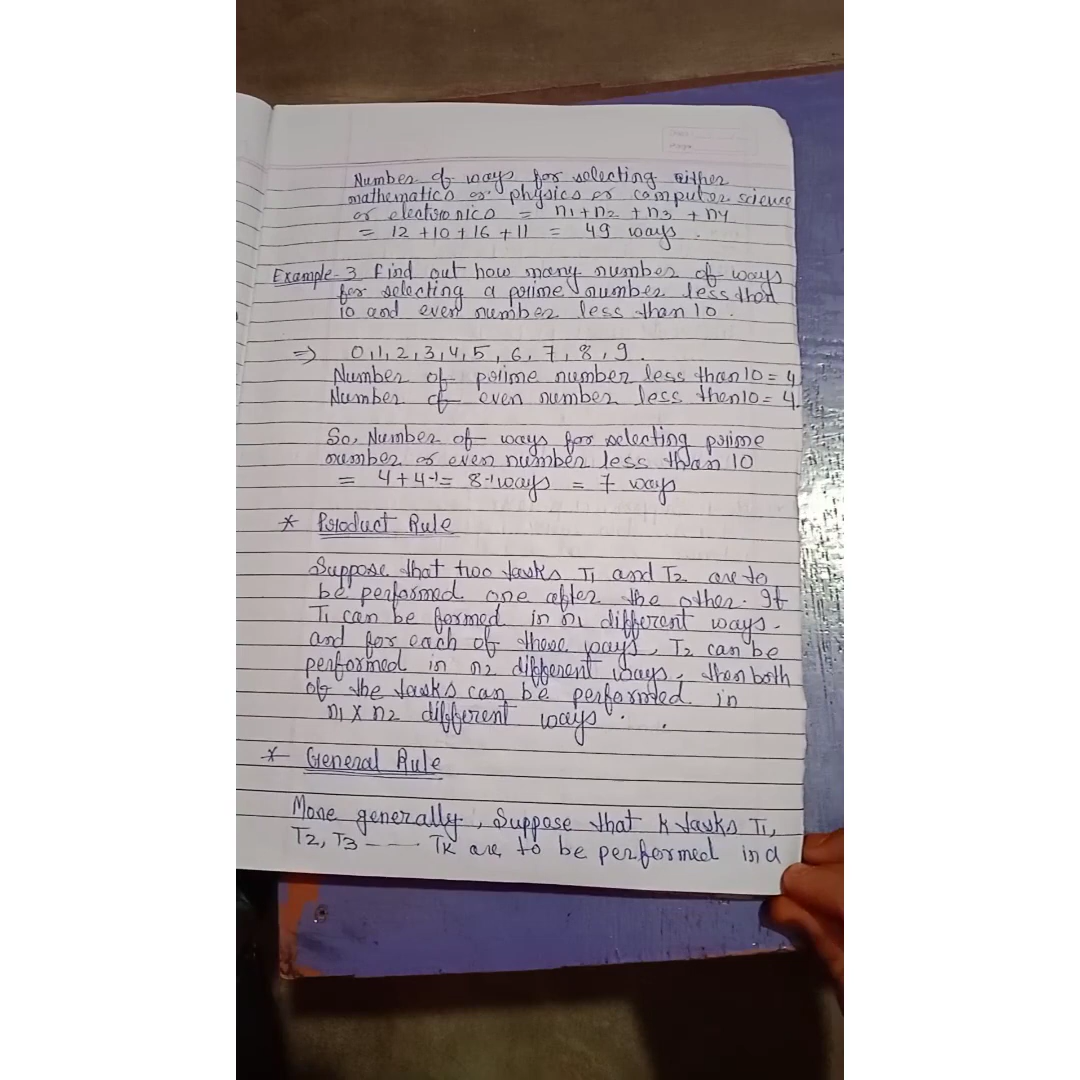 Number of ways for selecting either
mathematics or physics or computer science
or electronics = n1 + n2 + n3 + n4
= 12 + 10 + 16 + 11 = 49 ways.
Example-3 Find out how many number of ways
for selecting a prime number less than
10 and even number less than 10.
⇒ 0,1,2,3,4,5,6,7,8,9.
Number of prime number less than 10 = 4
Number of even number less then 10 = 4.
So, Number of ways for selecting prime
number or even number less than 10
= 4+4-1= 8-1 ways = 7 ways
* Product Rule
Suppose that two tasks T1 and T2 are to
be performed one after the other. If
T1 can be formed in n1 different ways.
and for each of these ways, T2 can be
performed in n2 different ways, then both
of the tasks can be performed in
n1 x n2 different ways.
* General Rule
More generally, Suppose that k tasks T1,
T2, T3 ---- Tk are to be performed in a